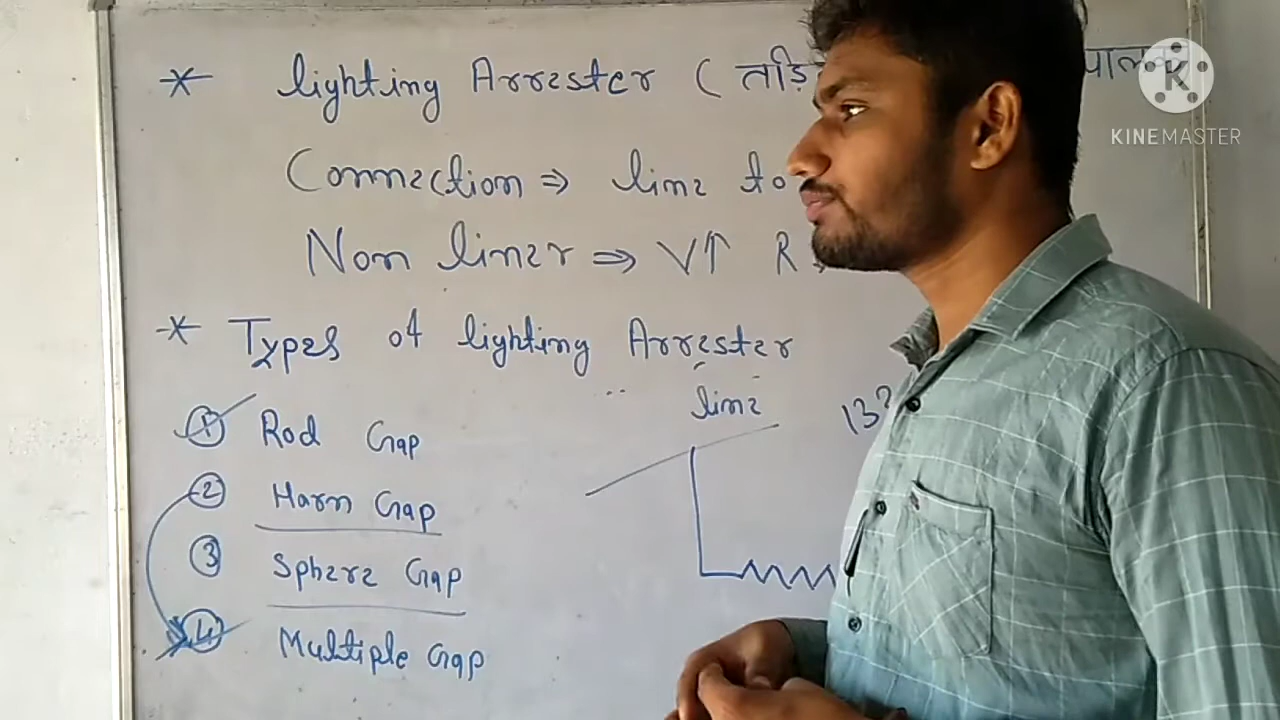 * lighting Arrester ( तड़ि
KINEMASTER
Connection ⇒ line to
Non liner ⇒ V↑ R
* Types of lighting Arrester
line
① Rod Gap
② Harn Gap
③ Sphere Gap
④ Multiple Gap